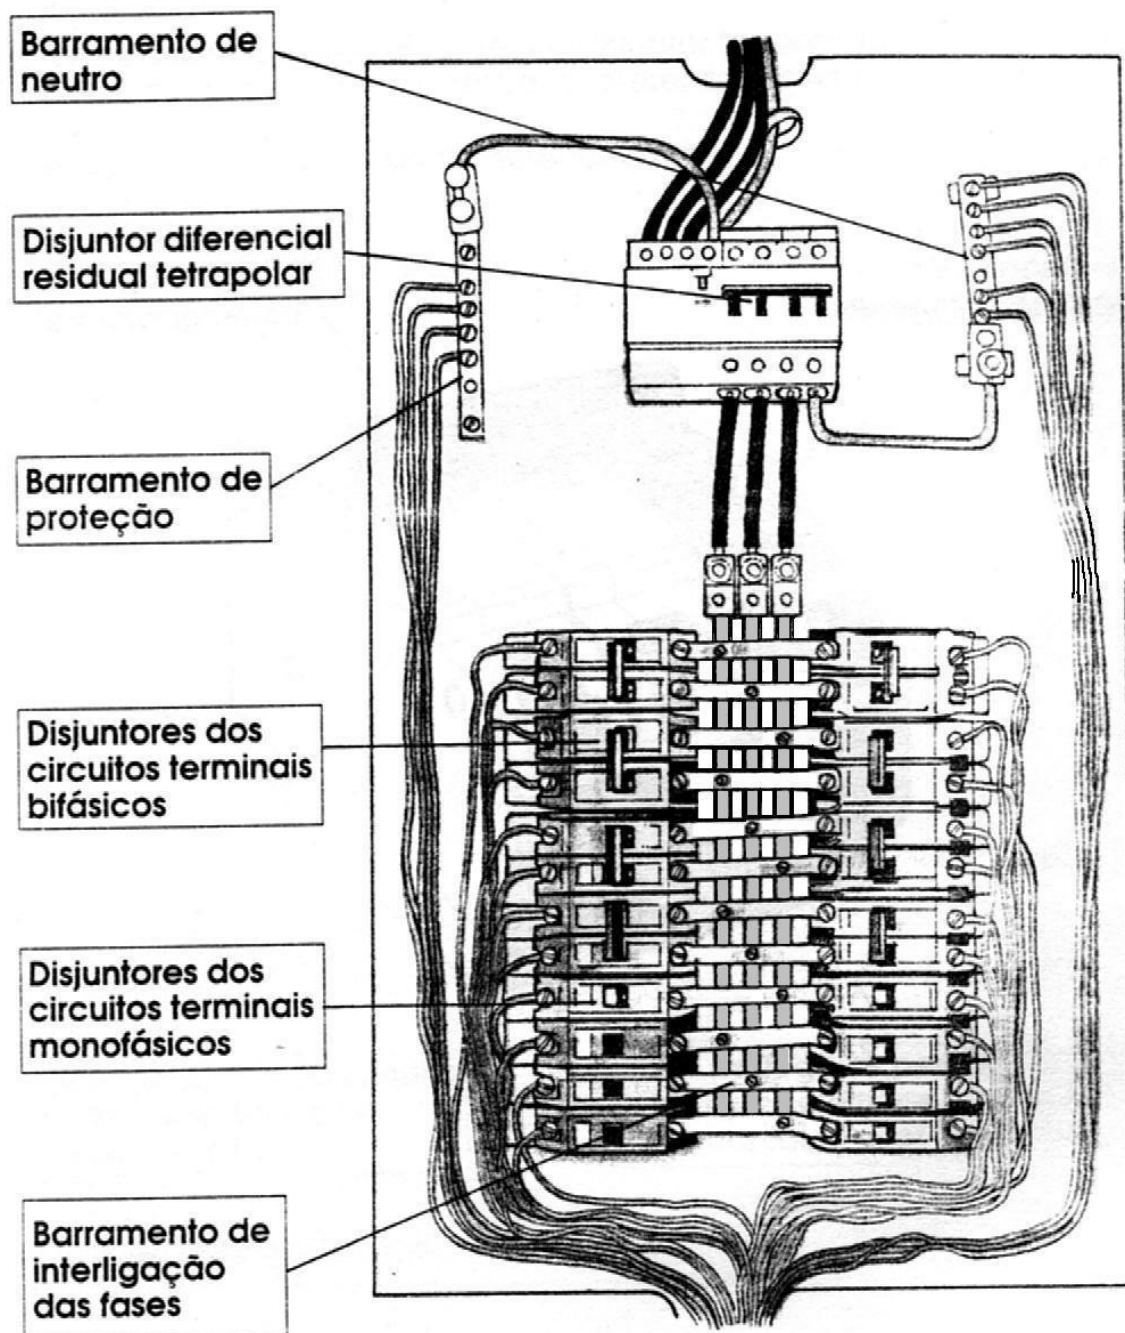 Barramento de
neutro
Disjuntor diferencial
residual tetrapolar
Barramento de
proteção
Disjuntores dos
circuitos terminais
bifásicos
Disjuntores dos
circuitos terminais
monofásicos
Barramento de
interligação
das fases